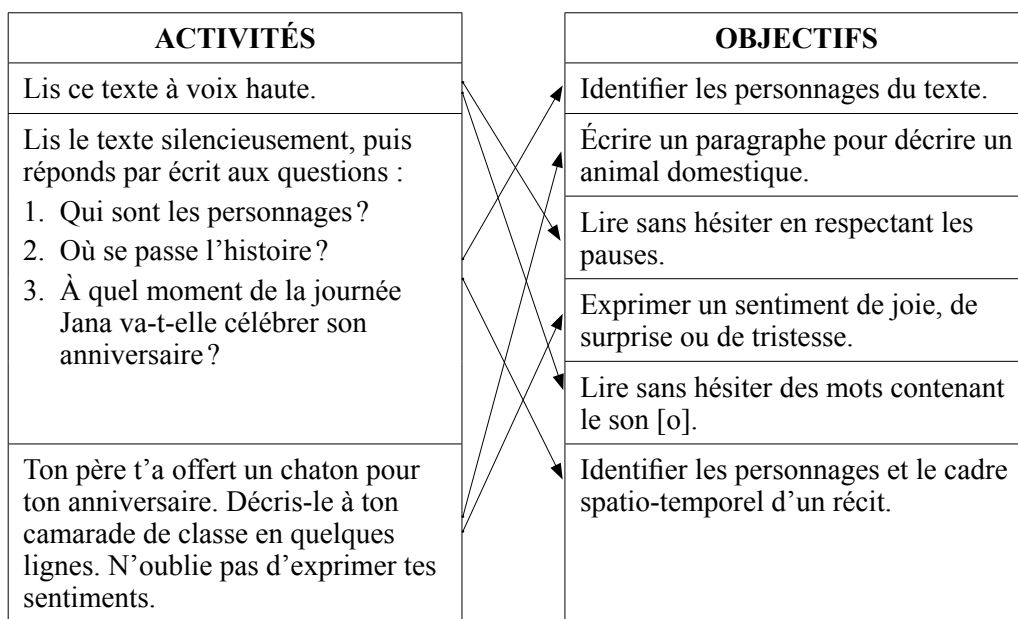 ACTIVITÉS
Lis ce texte à voix haute.
Lis le texte silencieusement, puis
réponds par écrit aux questions :
1. Qui sont les personnages ?
2. Où se passe l’histoire ?
3. À quel moment de la journée
Jana va-t-elle célébrer son
anniversaire ?
Ton père t'a offert un chaton pour
ton anniversaire. Décris-le à ton
camarade de classe en quelques
lignes. N’oublie pas d’exprimer tes
sentiments.
OBJECTIFS
Identifier les personnages du texte.
Écrire un paragraphe pour décrire un
animal domestique.
Lire sans hésiter en respectant les
pauses.
Exprimer un sentiment de joie, de
surprise ou de tristesse.
Lire sans hésiter des mots contenant
le son [o].
Identifier les personnages et le cadre
spatio-temporel d’un récit.